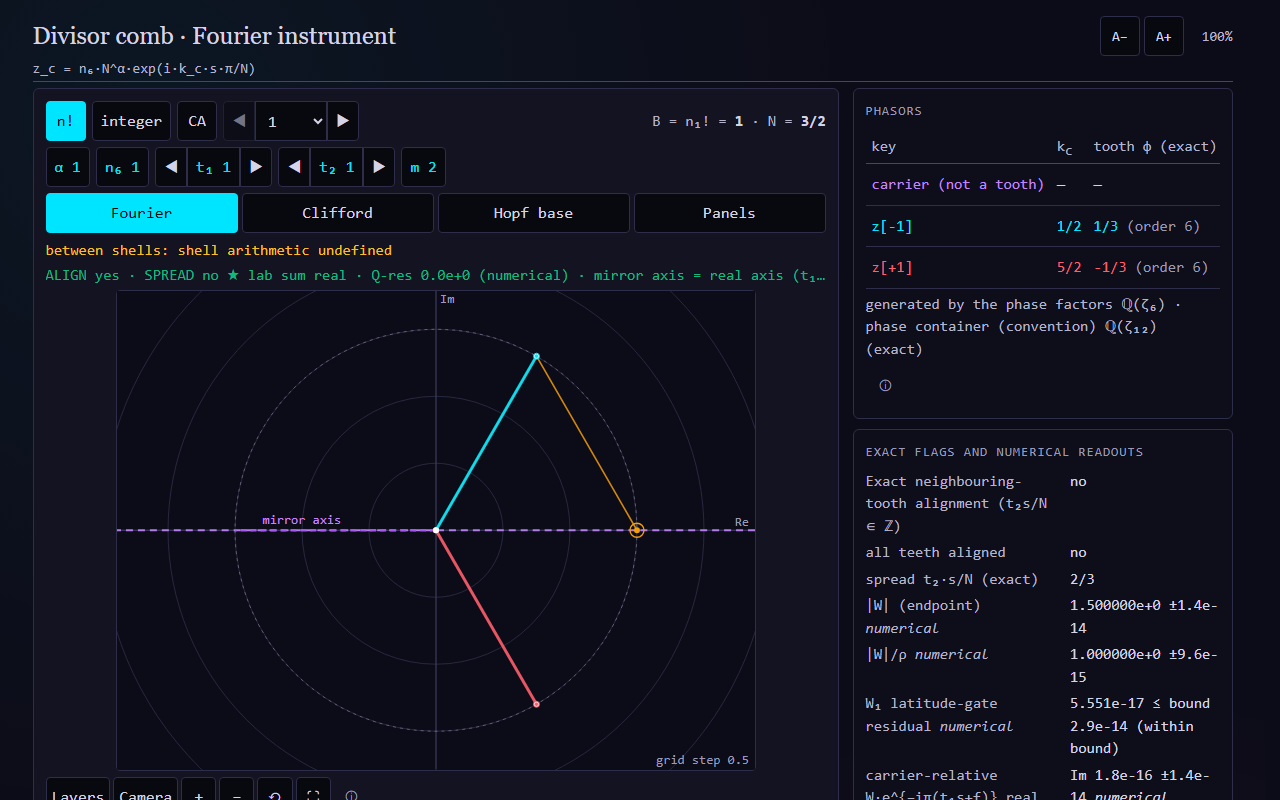 Divisor comb · Fourier instrument
A− A+ 100%
z_c = n₆·N^α·exp(i·k_c·s·π/N)
n! integer CA ◀ 1 ▶ B = n₁! = 1 · N = 3/2
α 1 n₆ 1 ◀ t₁ 1 ▶ ◀ t₂ 1 ▶ m 2
Fourier Clifford Hopf base Panels
between shells: shell arithmetic undefined
ALIGN yes · SPREAD no ★ lab sum real · Q-res 0.0e+0 (numerical) · mirror axis = real axis (t₁…
Im
mirror axis
Re
grid step 0.5
Layers Camera + − ⟲ ⛶ ⓘ
PHASORS
key k_C tooth ϕ (exact)
carrier (not a tooth) — —
z[-1] 1/2 1/3 (order 6)
z[+1] 5/2 -1/3 (order 6)
generated by the phase factors ℚ(ζ₆) ·
phase container (convention) ℚ(ζ₁₂)
(exact)
ⓘ
EXACT FLAGS AND NUMERICAL READOUTS
Exact neighbouring- no
tooth alignment (t₂s/N
∈ ℤ)
all teeth aligned no
spread t₂·s/N (exact) 2/3
|W| (endpoint) 1.500000e+0 ±1.4e-
numerical 14
|W|/ρ numerical 1.000000e+0 ±9.6e-
15
W₁ latitude-gate 5.551e-17 ≤ bound
residual numerical 2.9e-14 (within
bound)
carrier-relative Im 1.8e-16 ±1.4e-
W·e^{−iπ(t₁s+f)} real 14 numerical